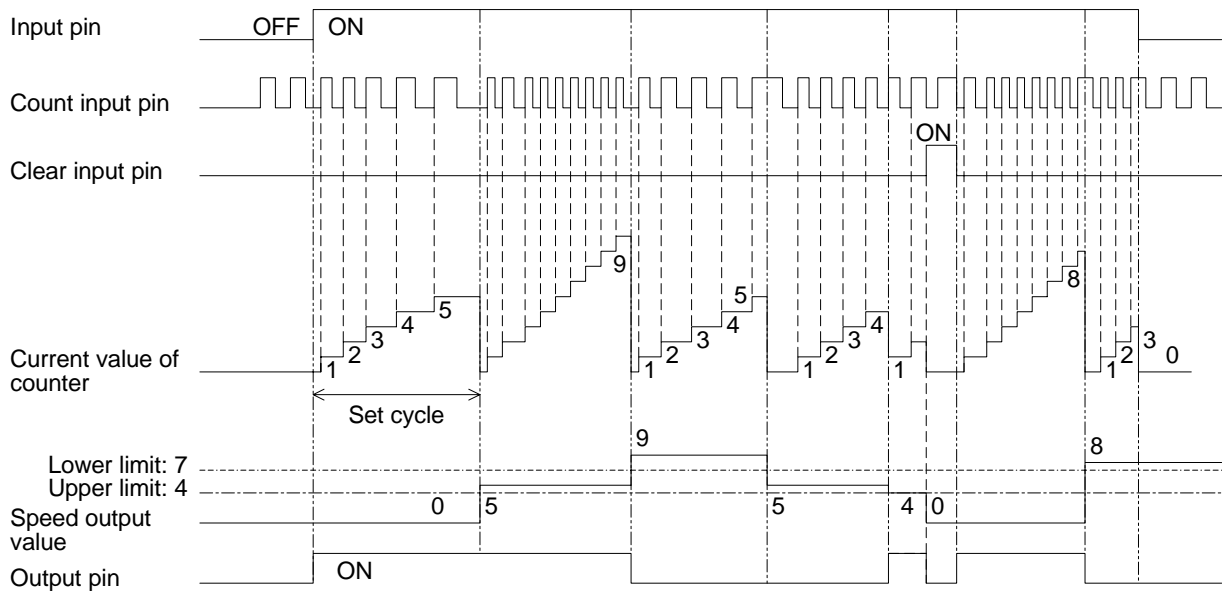 Input pin
OFF
ON
Count input pin
ON
Clear input pin
Current value of
counter
1
2
3
4
5
9
1
2
3
4
5
1
2
3
4
1
8
1
2
3
0
Set cycle
9
8
Lower limit: 7
Upper limit: 4
Speed output
value
0
5
5
4
0
Output pin
ON